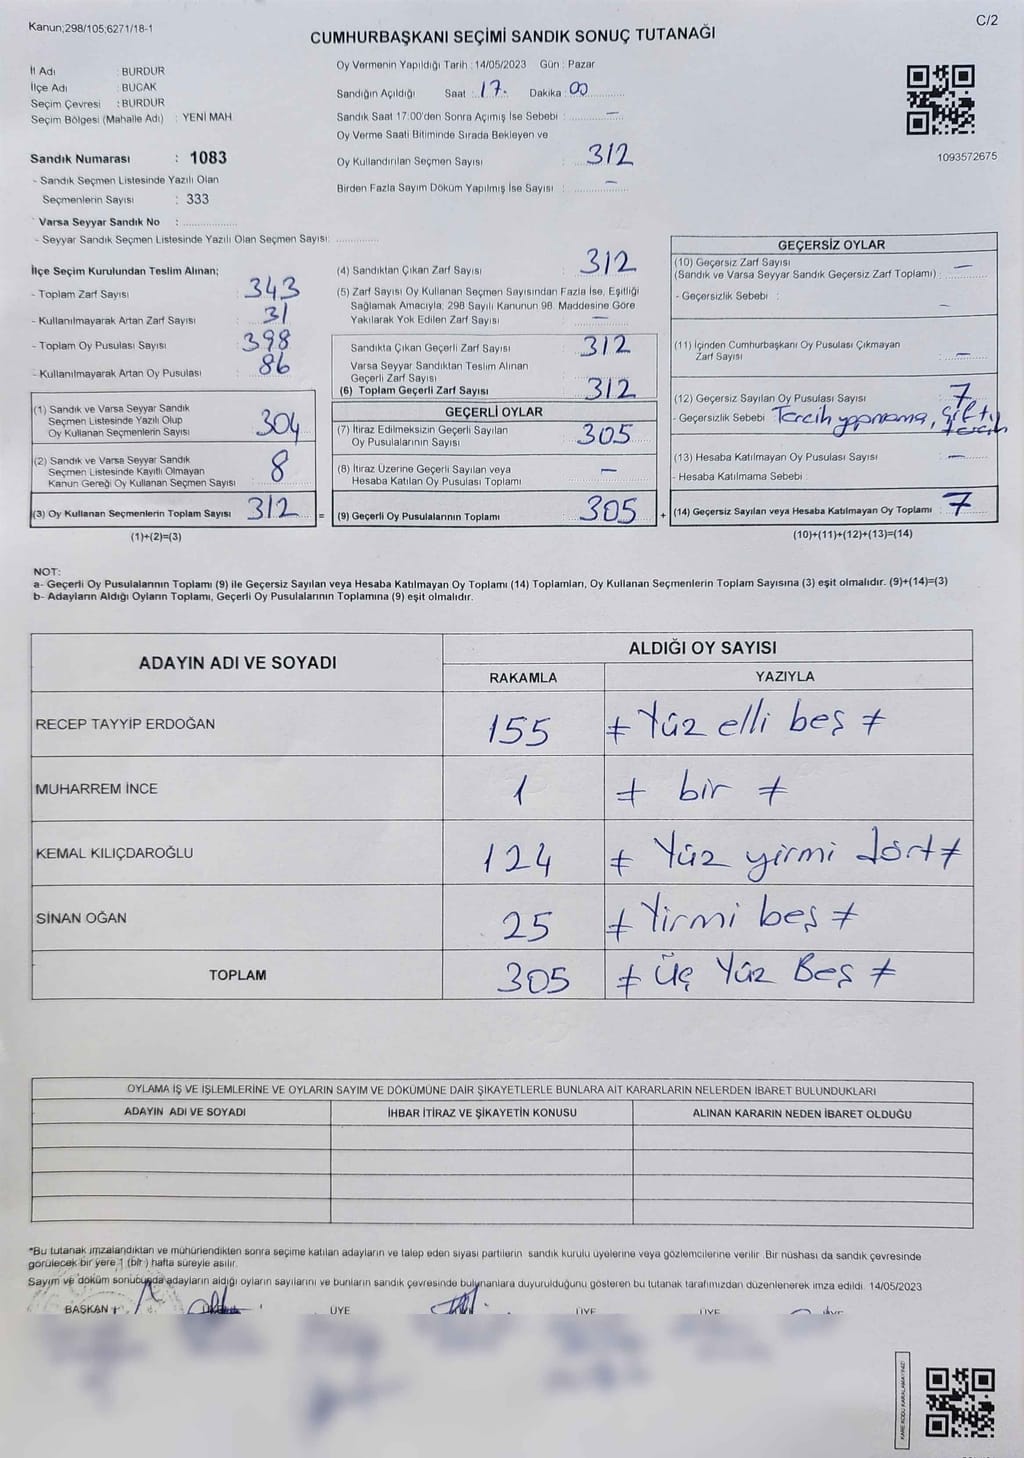 Kanun;298/105;6271/18-1
C/2
CUMHURBAŞKANI SEÇİMİ SANDIK SONUÇ TUTANAĞI
İl Adı : BURDUR
İlçe Adı : BUCAK
Seçim Çevresi : BURDUR
Seçim Bölgesi (Mahalle Adı) : YENİ MAH.
Oy Vermenin Yapıldığı Tarih : 14/05/2023 Gün : Pazar
Sandığın Açıldığı Saat : 17. Dakika : 00
Sandık Saat 17:00'den Sonra Açımış İse Sebebi : —
Oy Verme Saati Bitiminde Sırada Bekleyen ve
Oy Kullandırılan Seçmen Sayısı 312
Birden Fazla Sayım Döküm Yapılmış İse Sayısı : —
1093572675
Sandık Numarası : 1083
- Sandık Seçmen Listesinde Yazılı Olan
Seçmenlerin Sayısı : 333
Varsa Seyyar Sandık No :
- Seyyar Sandık Seçmen Listesinde Yazılı Olan Seçmen Sayısı:
İlçe Seçim Kurulundan Teslim Alınan;
- Toplam Zarf Sayısı : 343
- Kullanılmayarak Artan Zarf Sayısı : 31
- Toplam Oy Pusulası Sayısı : 398
- Kullanılmayarak Artan Oy Pusulası : 86
(1) Sandık ve Varsa Seyyar Sandık
Seçmen Listesinde Yazılı Olup
Oy Kullanan Seçmenlerin Sayısı 304
(2) Sandık ve Varsa Seyyar Sandık
Seçmen Listesinde Kayıtlı Olmayan
Kanun Gereği Oy Kullanan Seçmen Sayısı : 8
(3) Oy Kullanan Seçmenlerin Toplam Sayısı 312 =
(1)+(2)=(3)
(4) Sandıktan Çıkan Zarf Sayısı : 312
(5) Zarf Sayısı Oy Kullanan Seçmen Sayısından Fazla İse, Eşitliği
Sağlamak Amacıyla; 298 Sayılı Kanunun 98. Maddesine Göre
Yakılarak Yok Edilen Zarf Sayısı : —
Sandıkta Çıkan Geçerli Zarf Sayısı : 312
Varsa Seyyar Sandıktan Teslim Alınan
Geçerli Zarf Sayısı
(6) Toplam Geçerli Zarf Sayısı : 312
GEÇERLİ OYLAR
(7) İtiraz Edilmeksizin Geçerli Sayılan
Oy Pusulalarının Sayısı : 305
(8) İtiraz Üzerine Geçerli Sayılan veya
Hesaba Katılan Oy Pusulası Toplamı : —
(9) Geçerli Oy Pusulalarının Toplamı : 305 +
GEÇERSİZ OYLAR
(10) Geçersiz Zarf Sayısı
(Sandık ve Varsa Seyyar Sandık Geçersiz Zarf Toplamı) : —
- Geçersizlik Sebebi : —
(11) İçinden Cumhurbaşkanı Oy Pusulası Çıkmayan
Zarf Sayısı : —
(12) Geçersiz Sayılan Oy Pusulası Sayısı : 7
- Geçersizlik Sebebi Tercih yapmama, Çift
tercih
(13) Hesaba Katılmayan Oy Pusulası Sayısı : —
- Hesaba Katılmama Sebebi :
(14) Geçersiz Sayılan veya Hesaba Katılmayan Oy Toplamı : 7
(10)+(11)+(12)+(13)=(14)
NOT:
a- Geçerli Oy Pusulalarının Toplamı (9) ile Geçersiz Sayılan veya Hesaba Katılmayan Oy Toplamı (14) Toplamları, Oy Kullanan Seçmenlerin Toplam Sayısına (3) eşit olmalıdır. (9)+(14)=(3)
b- Adayların Aldığı Oyların Toplamı, Geçerli Oy Pusulalarının Toplamına (9) eşit olmalıdır.
ADAYIN ADI VE SOYADI
ALDIĞI OY SAYISI
RAKAMLA YAZIYLA
RECEP TAYYİP ERDOĞAN 155 ≠ Yüz elli beş ≠
MUHARREM İNCE 1 ≠ bir ≠
KEMAL KILIÇDAROĞLU 124 ≠ Yüz yirmi dört ≠
SİNAN OĞAN 25 ≠ Yirmi beş ≠
TOPLAM 305 ≠ Üç Yüz Beş ≠
OYLAMA İŞ VE İŞLEMLERİNE VE OYLARIN SAYIM VE DÖKÜMÜNE DAİR ŞİKAYETLERLE BUNLARA AİT KARARLARIN NELERDEN İBARET BULUNDUKLARI
ADAYIN ADI VE SOYADI İHBAR İTİRAZ VE ŞİKAYETİN KONUSU ALINAN KARARIN NEDEN İBARET OLDUĞU
*Bu tutanak imzalandıktan ve mühürlendikten sonra seçime katılan adayların ve talep eden siyasi partilerin sandık kurulu üyelerine veya gözlemcilerine verilir. Bir nüshası da sandık çevresinde
görülecek bir yere 1 (bir) hafta süreyle asılır.
Sayım ve döküm sonucunda adayların aldığı oyların sayılarını ve bunların sandık çevresinde bulunanlara duyurulduğunu gösteren bu tutanak tarafımızdan düzenlenerek imza edildi. 14/05/2023
BAŞKAN ÜYE ÜYE ÜYE ÜYE
KARE KODU KARALAMAYINIZ!